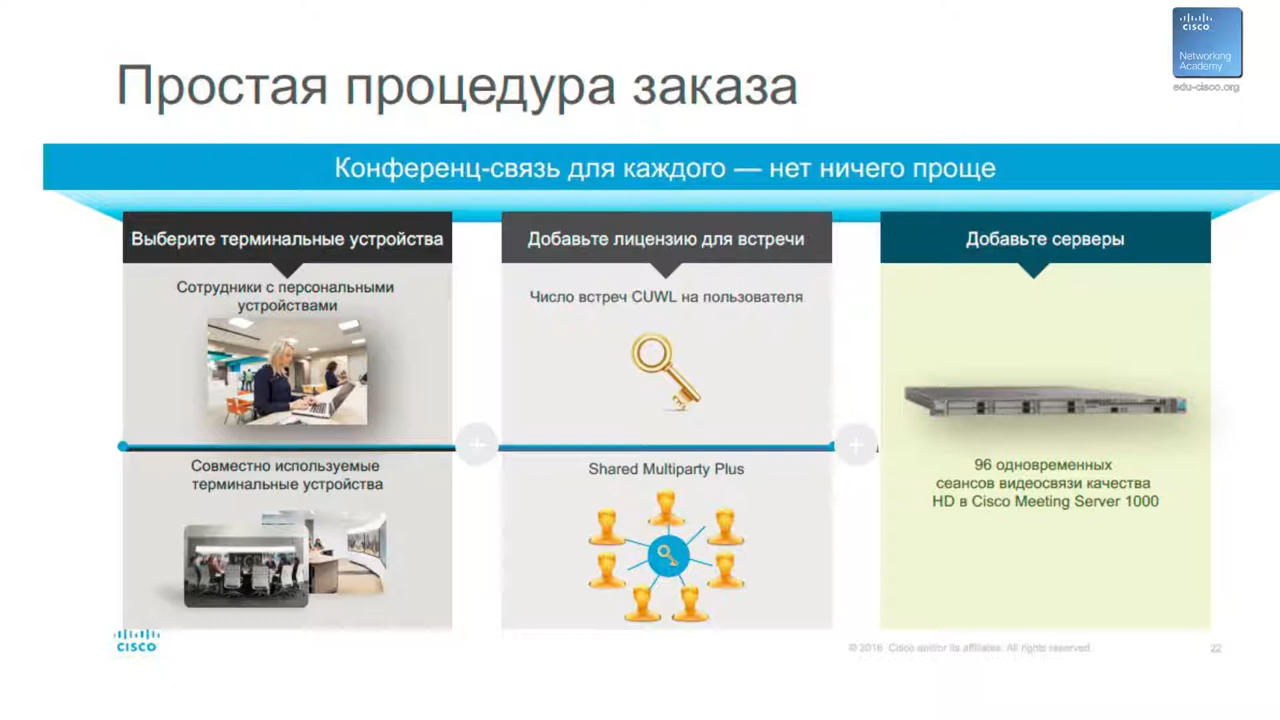 CISCO
Networking
Academy
edu-cisco.org
Простая процедура заказа
Конференц-связь для каждого — нет ничего проще
Выберите терминальные устройства
Сотрудники с персональными
устройствами
Совместно используемые
терминальные устройства
Добавьте лицензию для встречи
Число встреч CUWL на пользователя
Shared Multiparty Plus
Добавьте серверы
96 одновременных
сеансов видеосвязи качества
HD в Cisco Meeting Server 1000
CISCO
© 2016 Cisco and/or its affiliates. All rights reserved.
22